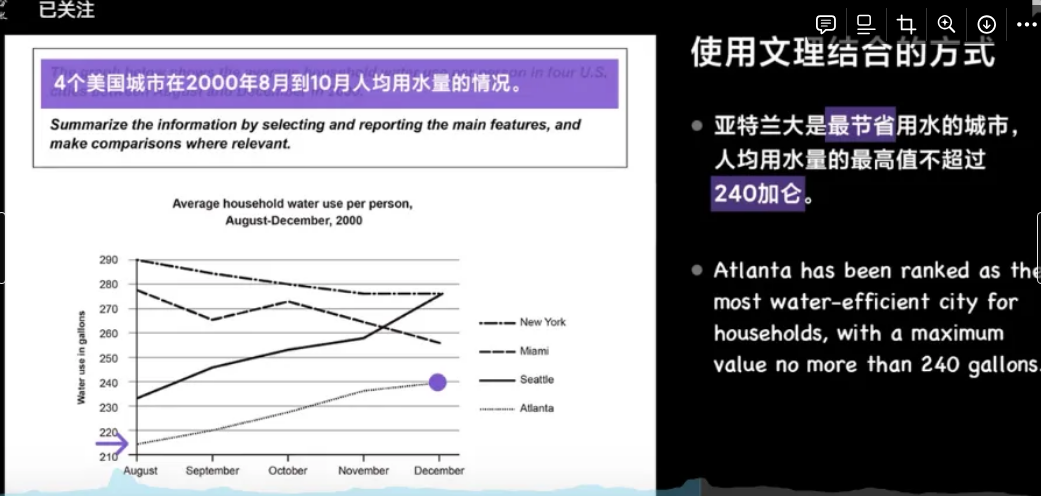 已关注
使用文理结合的方式
4个美国城市在2000年8月到10月人均用水量的情况。
Summarize the information by selecting and reporting the main features, and
make comparisons where relevant.
Average household water use per person,
August-December, 2000
Water use in gallons
290
280
270
260
250
240
230
220
210
August September October November December
New York
Miami
Seattle
Atlanta
亚特兰大是最节省用水的城市，
人均用水量的最高值不超过
240加仑。
Atlanta has been ranked as the
most water-efficient city for
households, with a maximum
value no more than 240 gallons.